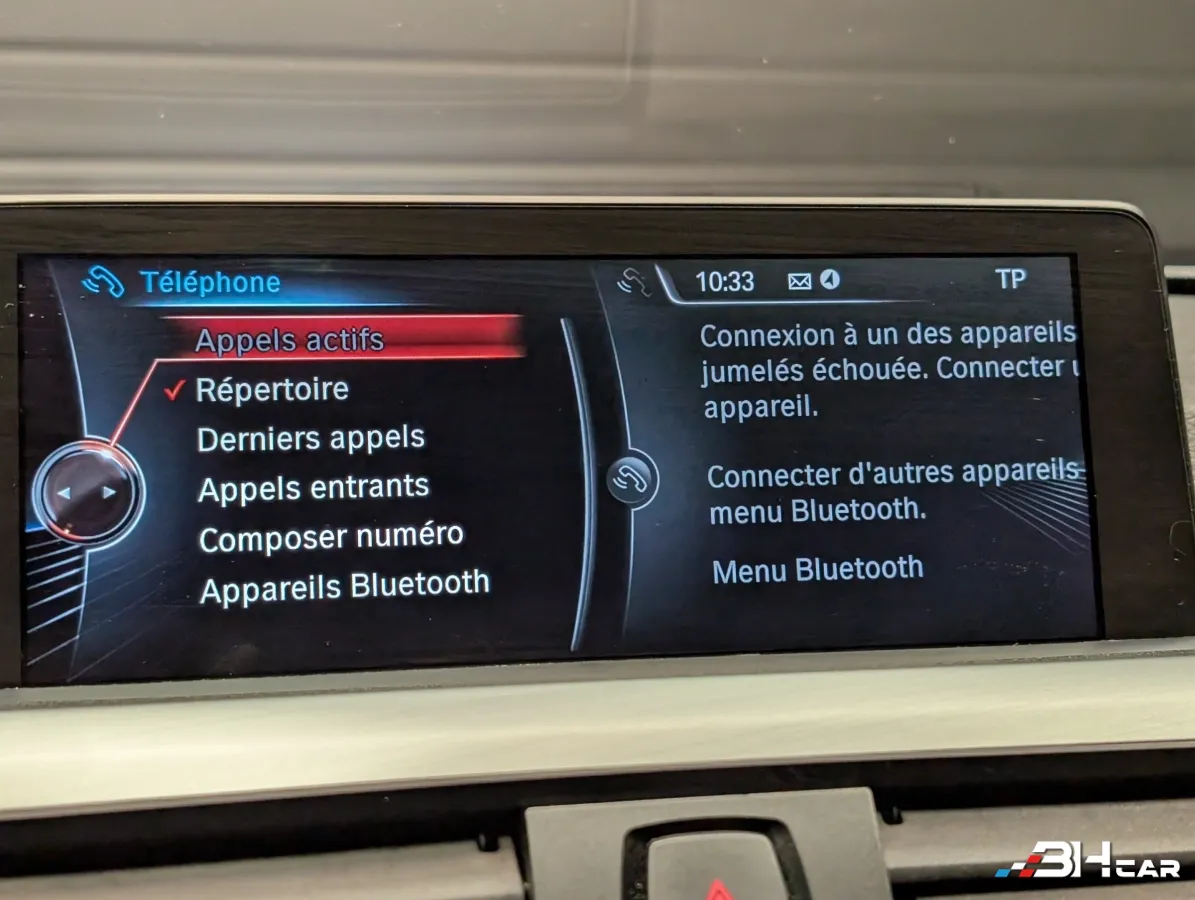 Téléphone
Appels actifs
Répertoire
Derniers appels
Appels entrants
Composer numéro
Appareils Bluetooth
10:33
TP
Connexion à un des appareils
jumelés échouée. Connecter
appareil.
Connecter d'autres appareils
menu Bluetooth.
Menu Bluetooth
BHCAR